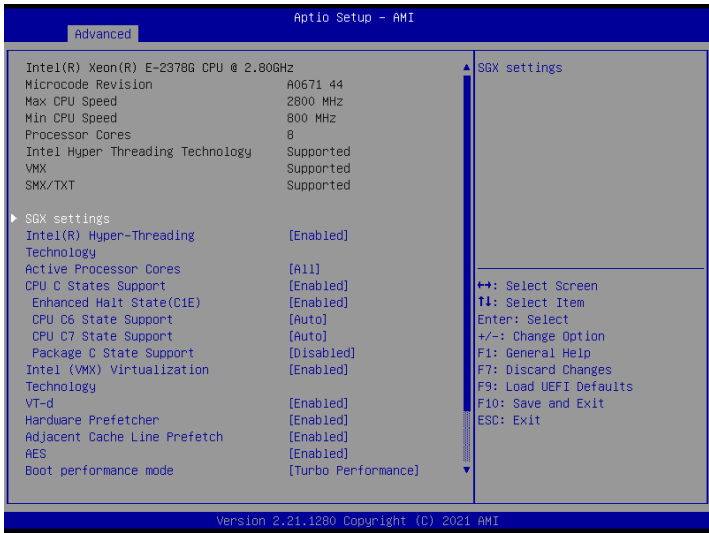 Aptio Setup – AMI
Advanced
Intel(R) Xeon(R) E-2378G CPU @ 2.80GHz
Microcode Revision A0671 44
Max CPU Speed 2800 MHz
Min CPU Speed 800 MHz
Processor Cores 8
Intel Hyper Threading Technology Supported
VMX Supported
SMX/TXT Supported
SGX settings
Intel(R) Hyper-Threading [Enabled]
Technology
Active Processor Cores [All]
CPU C States Support [Enabled]
Enhanced Halt State(C1E) [Enabled]
CPU C6 State Support [Auto]
CPU C7 State Support [Auto]
Package C State Support [Disabled]
Intel (VMX) Virtualization [Enabled]
Technology
VT-d [Enabled]
Hardware Prefetcher [Enabled]
Adjacent Cache Line Prefetch [Enabled]
AES [Enabled]
Boot performance mode [Turbo Performance]
SGX settings
↔: Select Screen
↑↓: Select Item
Enter: Select
+/-: Change Option
F1: General Help
F7: Discard Changes
F9: Load UEFI Defaults
F10: Save and Exit
ESC: Exit
Version 2.21.1280 Copyright (C) 2021 AMI